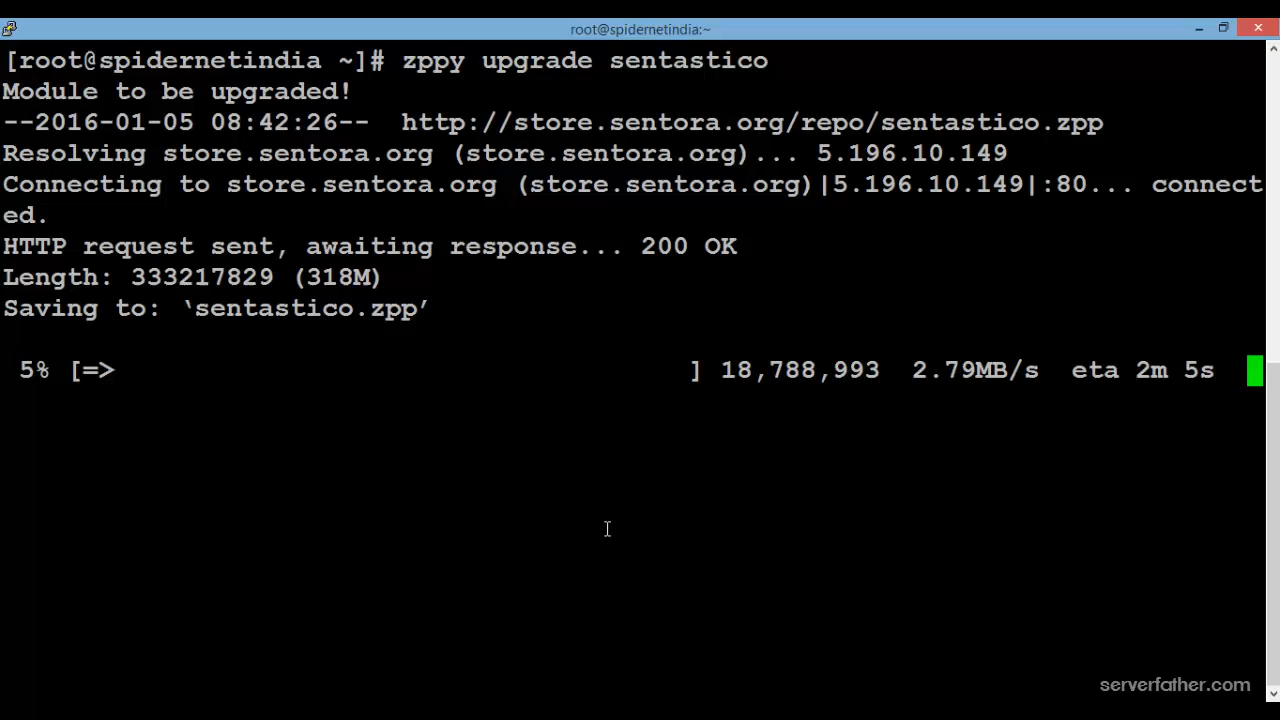 root@spidernetindia:~
[root@spidernetindia ~]# zppy upgrade sentastico
Module to be upgraded!
--2016-01-05 08:42:26--  http://store.sentora.org/repo/sentastico.zpp
Resolving store.sentora.org (store.sentora.org)... 5.196.10.149
Connecting to store.sentora.org (store.sentora.org)|5.196.10.149|:80... connect
ed.
HTTP request sent, awaiting response... 200 OK
Length: 333217829 (318M)
Saving to: ‘sentastico.zpp’
5% [=>                                    ] 18,788,993  2.79MB/s  eta 2m 5s
serverfather.com